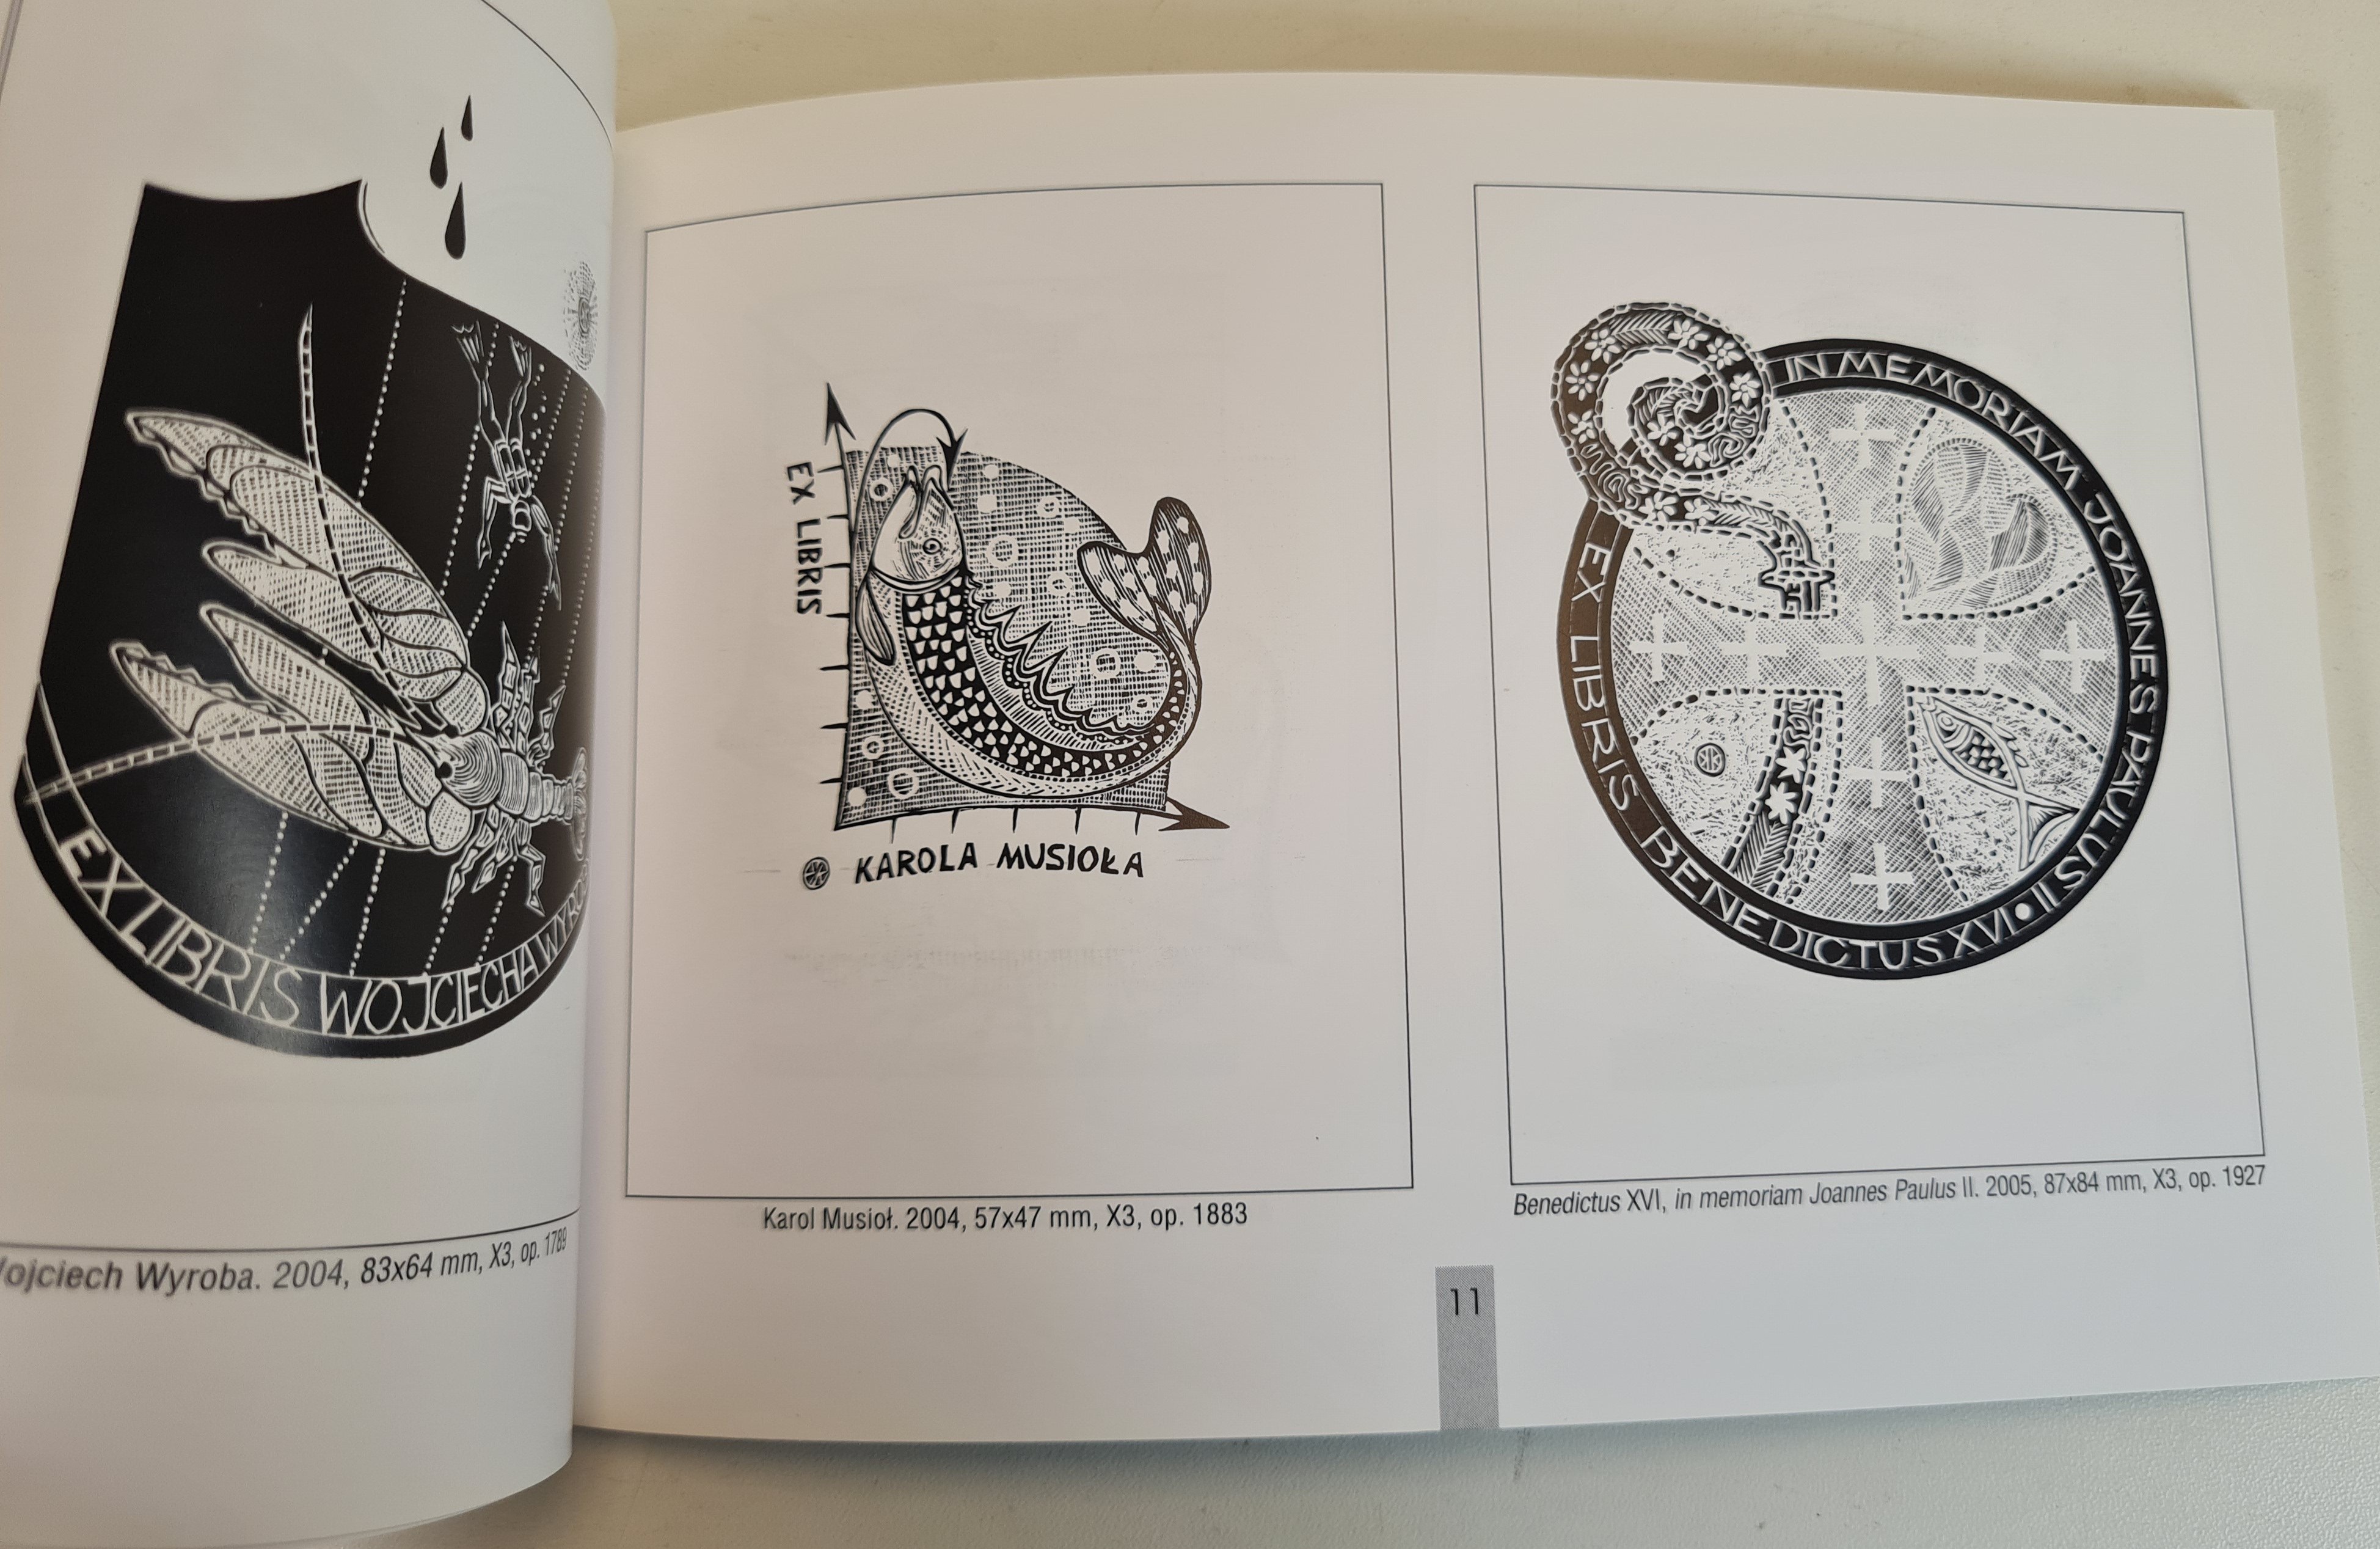 EX LIBRIS WOJCIECHA
Wojciech Wyroba. 2004, 83x64 mm, X3, op. 1789
EX LIBRIS
KAROLA MUSIOŁA
Karol Musioł. 2004, 57x47 mm, X3, op. 1883
IN MEMORIAM JOANNES PAULUS II
EX LIBRIS BENEDICTUS XVI •
Benedictus XVI, in memoriam Joannes Paulus II. 2005, 87x84 mm, X3, op. 1927
11